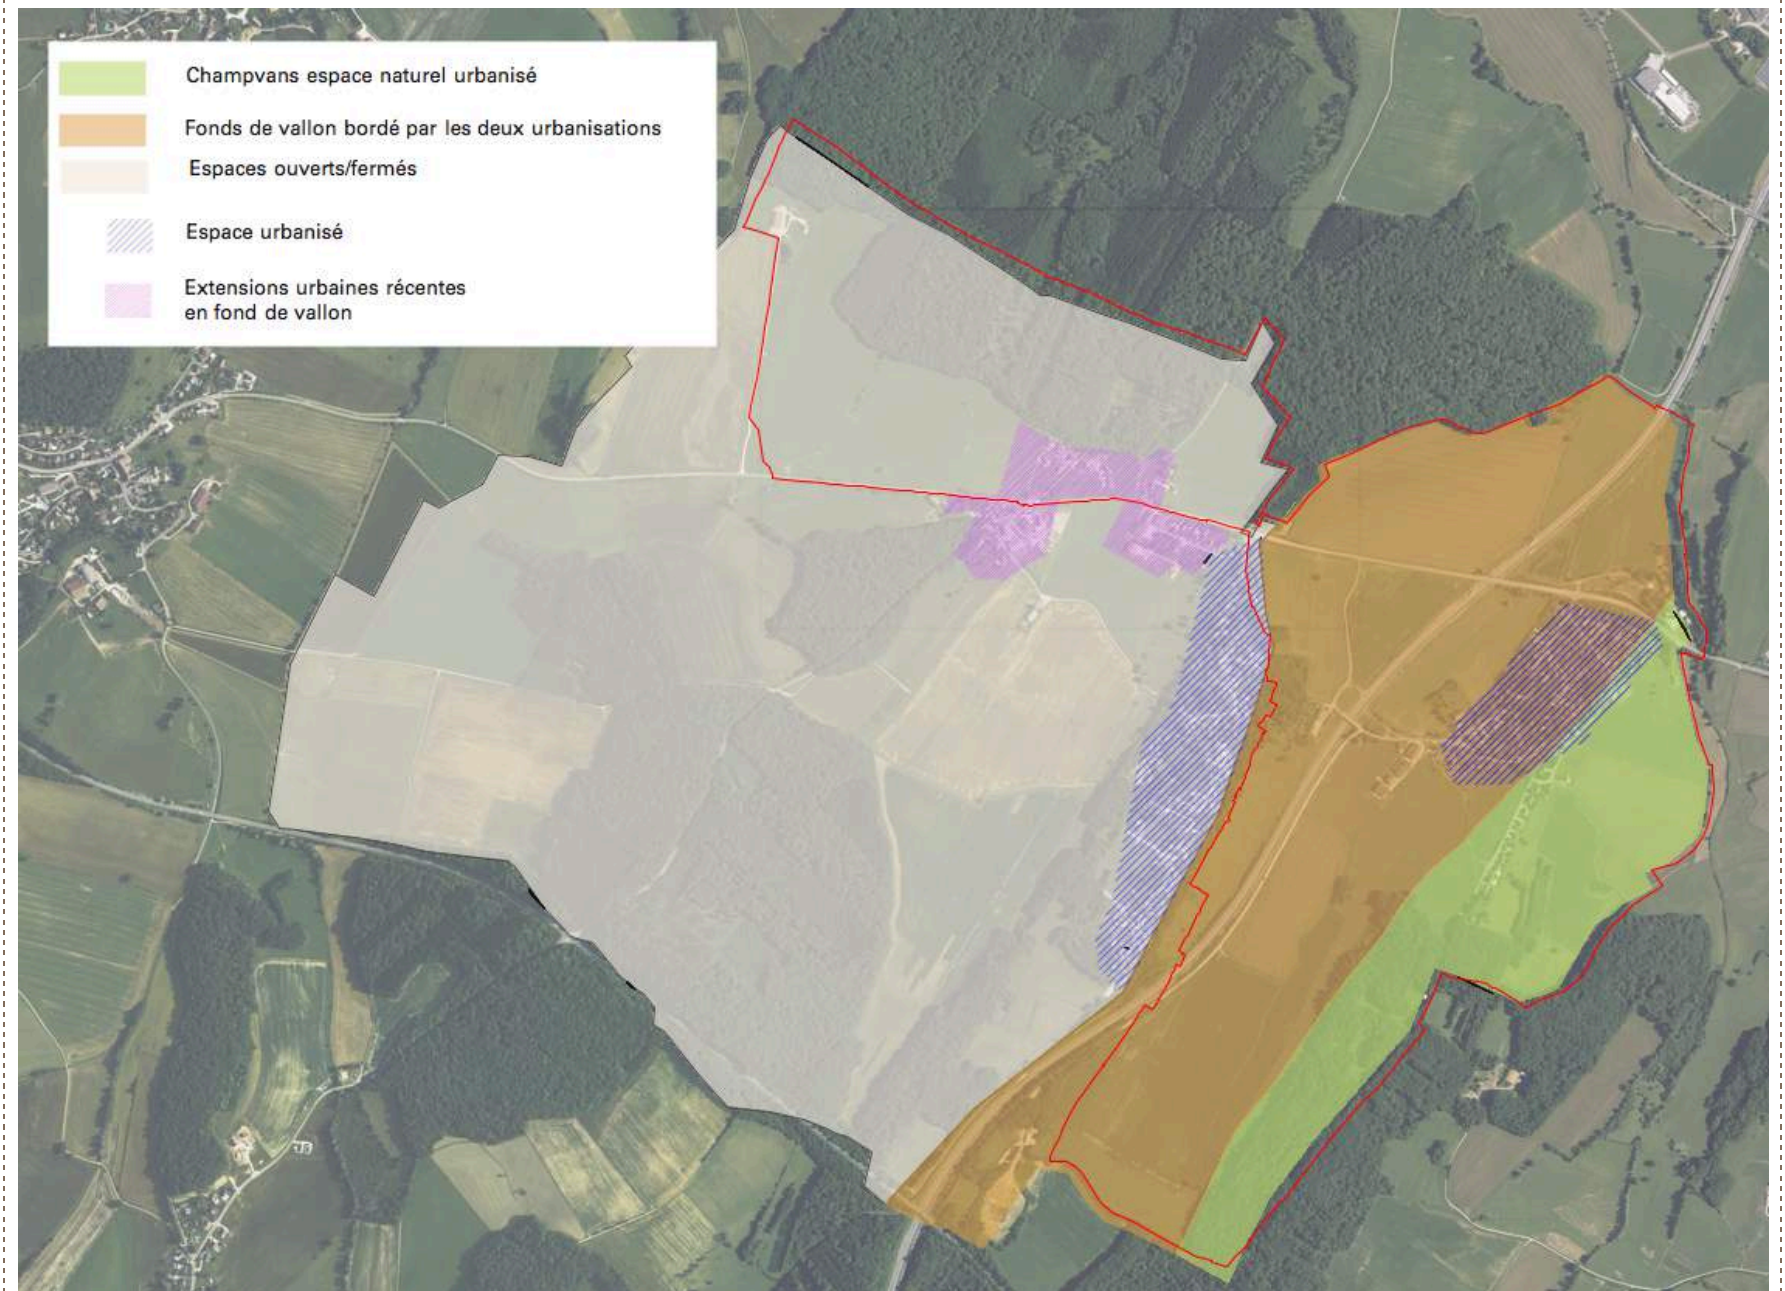 Champvans espace naturel urbanisé
Fonds de vallon bordé par les deux urbanisations
Espaces ouverts/fermés
Espace urbanisé
Extensions urbaines récentes
en fond de vallon